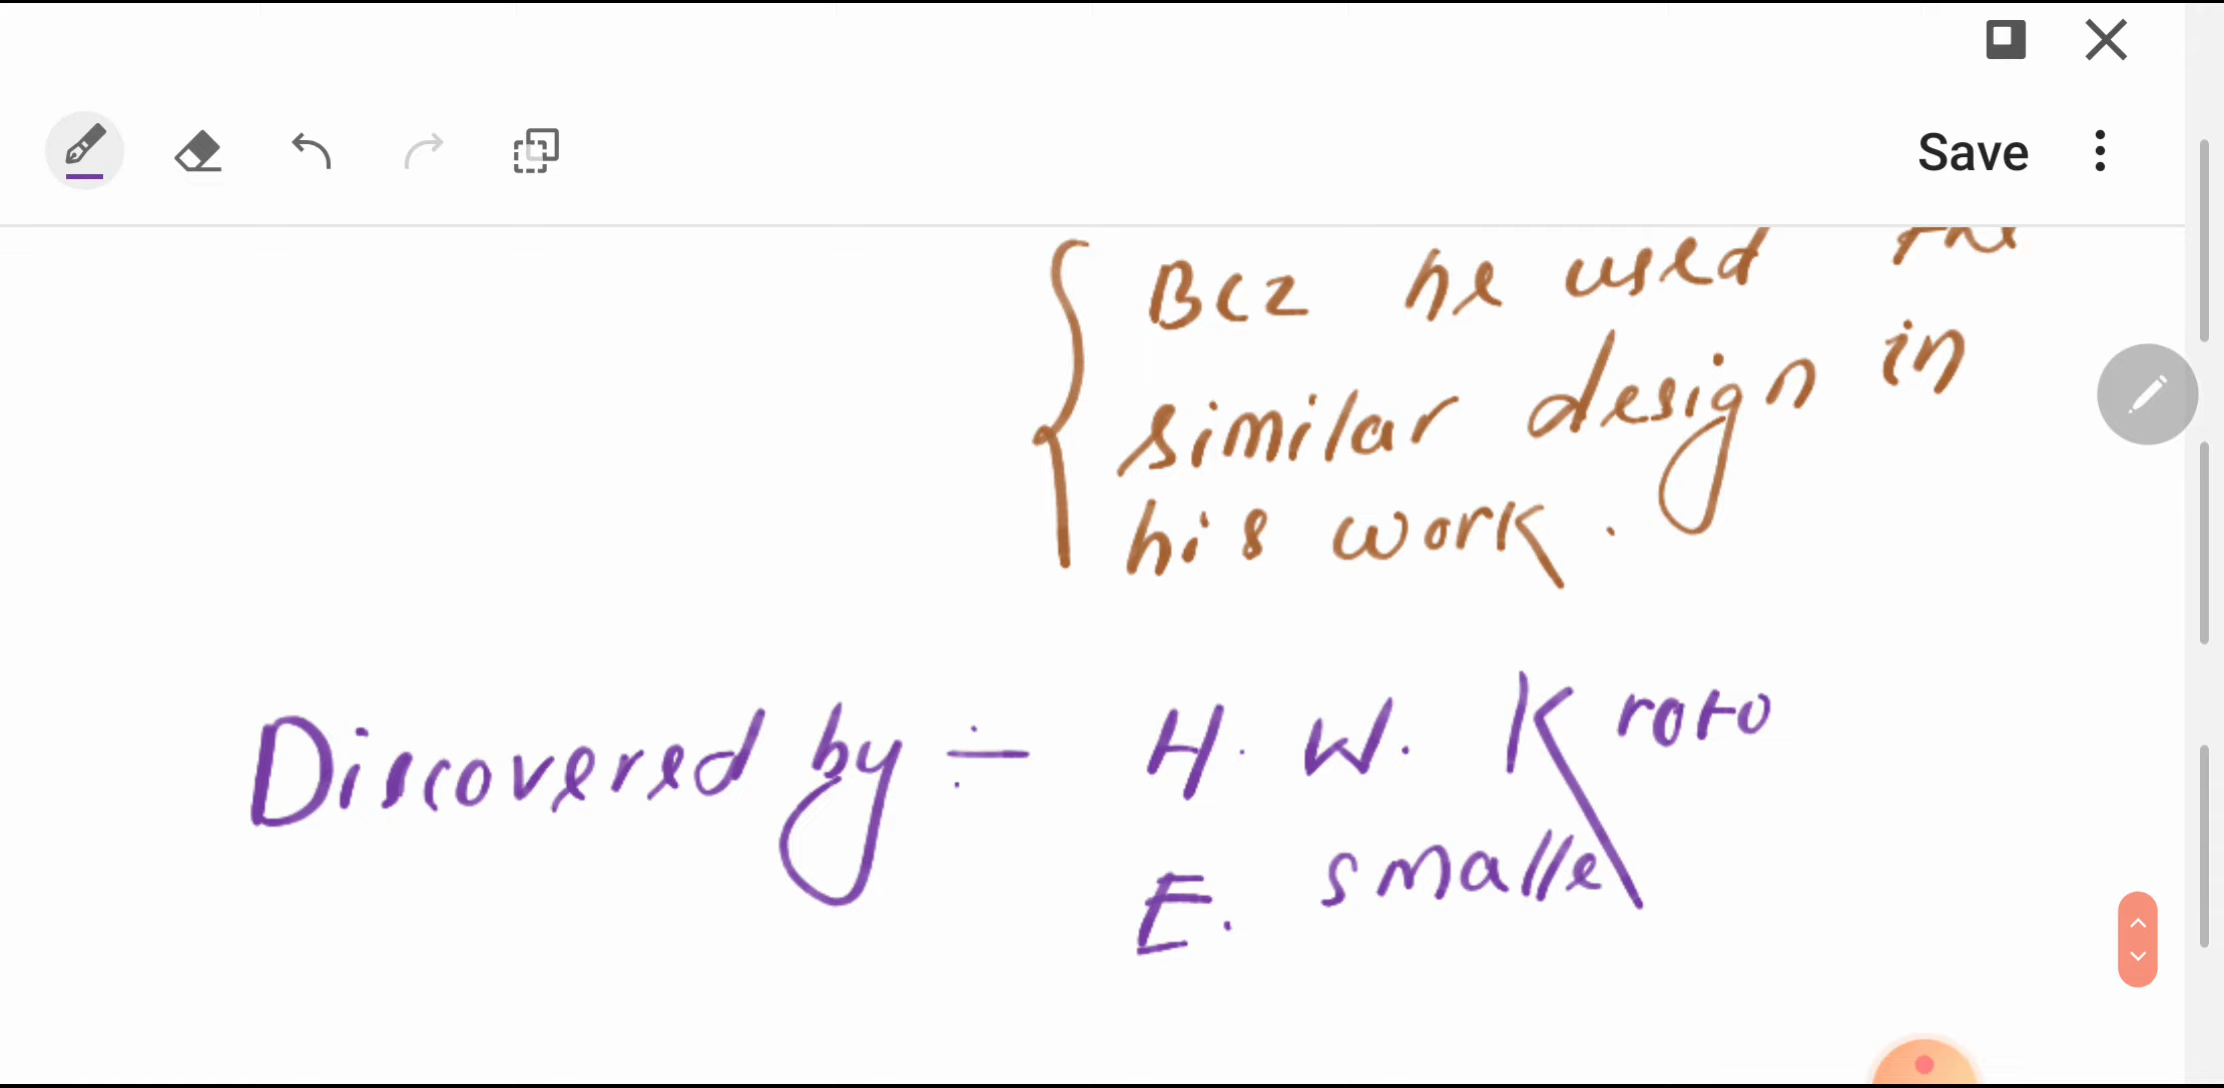 Save
Bcz he used the
similar design in
his work.
Discovered by ÷ H. W. Kroto
E. smalle